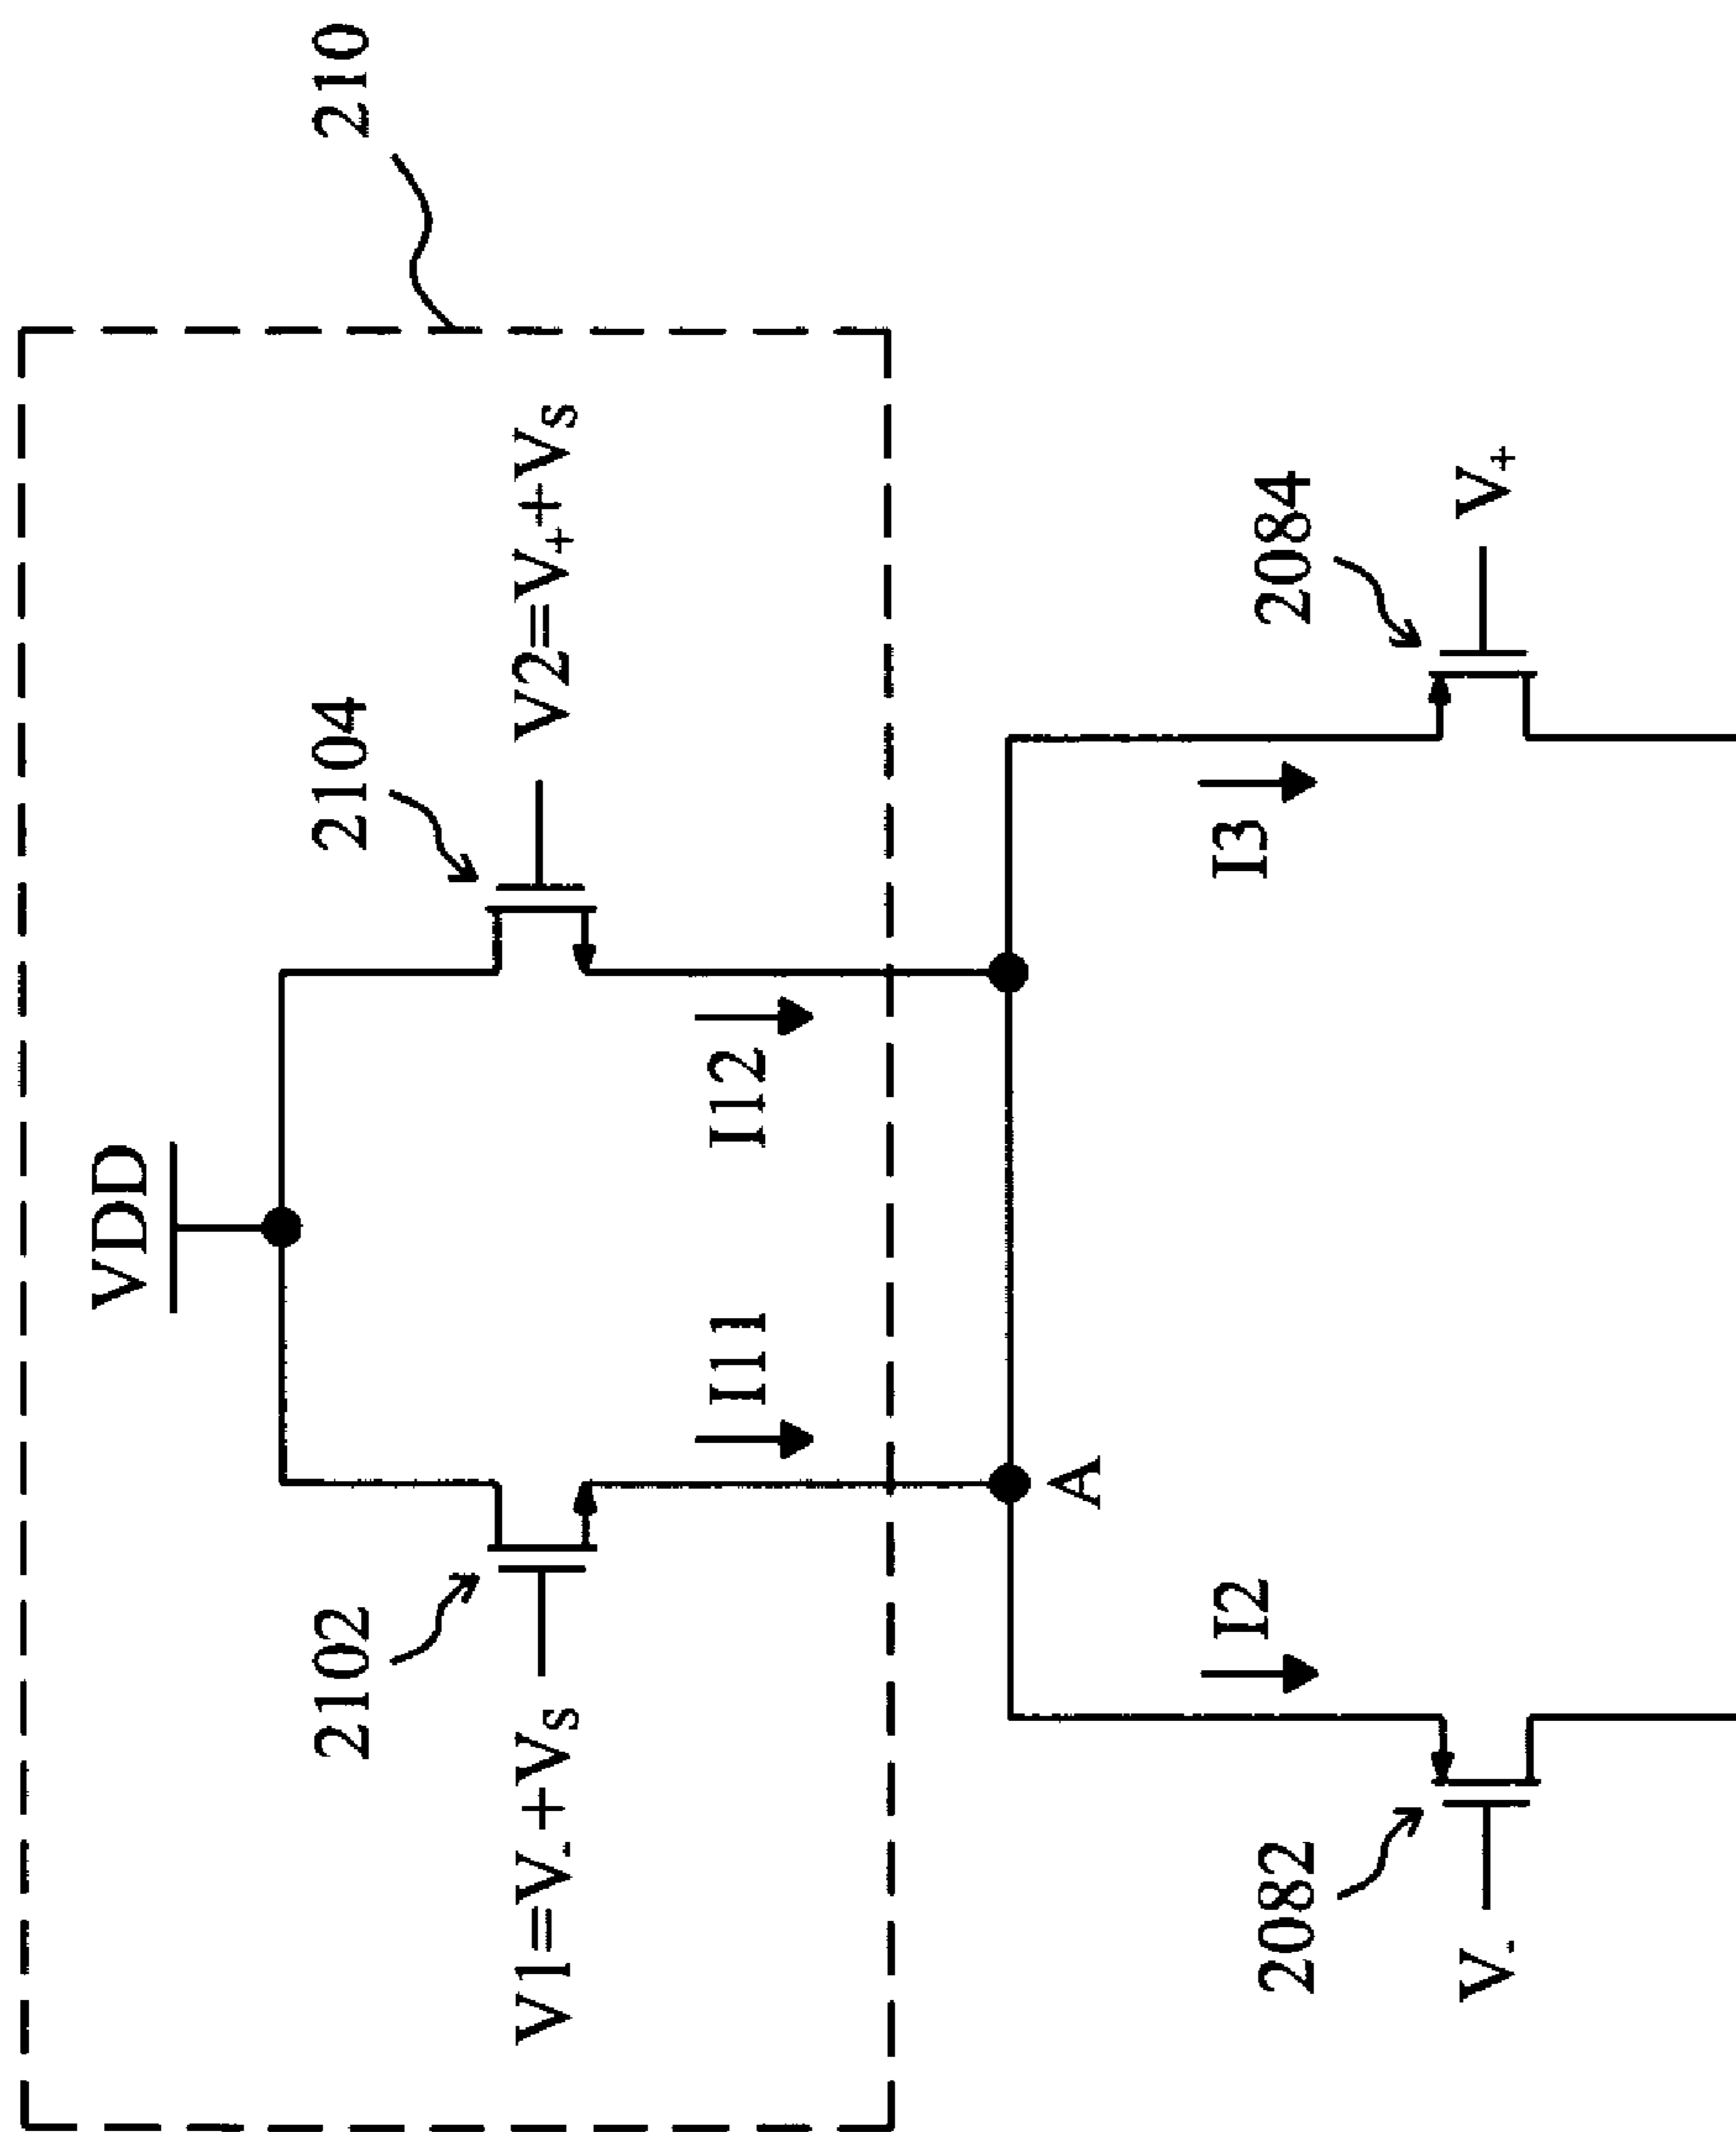 210
VDD
2102
2104
V1=V-+VS
V2=V++VS
I11
I12
A
I2
I3
2082
2084
V-
V+